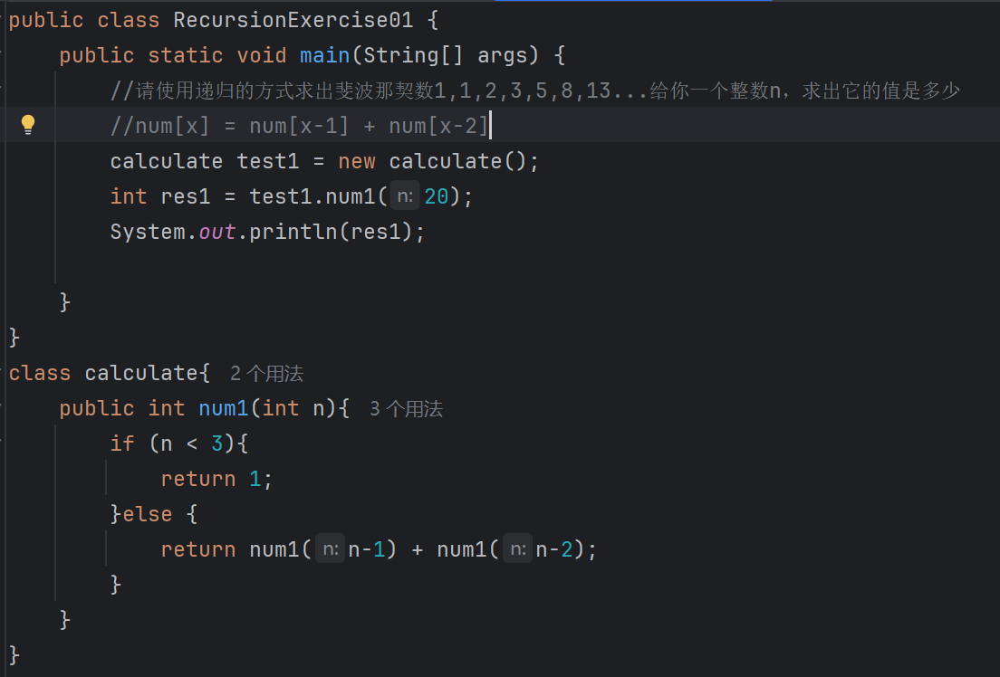 public class RecursionExercise01 {
public static void main(String[] args) {
//请使用递归的方式求出斐波那契数1,1,2,3,5,8,13...给你一个整数n，求出它的值是多少
//num[x] = num[x-1] + num[x-2]
calculate test1 = new calculate();
int res1 = test1.num1( n: 20);
System.out.println(res1);
}
}
class calculate{ 2个用法
public int num1(int n){ 3个用法
if (n < 3){
return 1;
}else {
return num1( n: n-1) + num1( n: n-2);
}
}
}